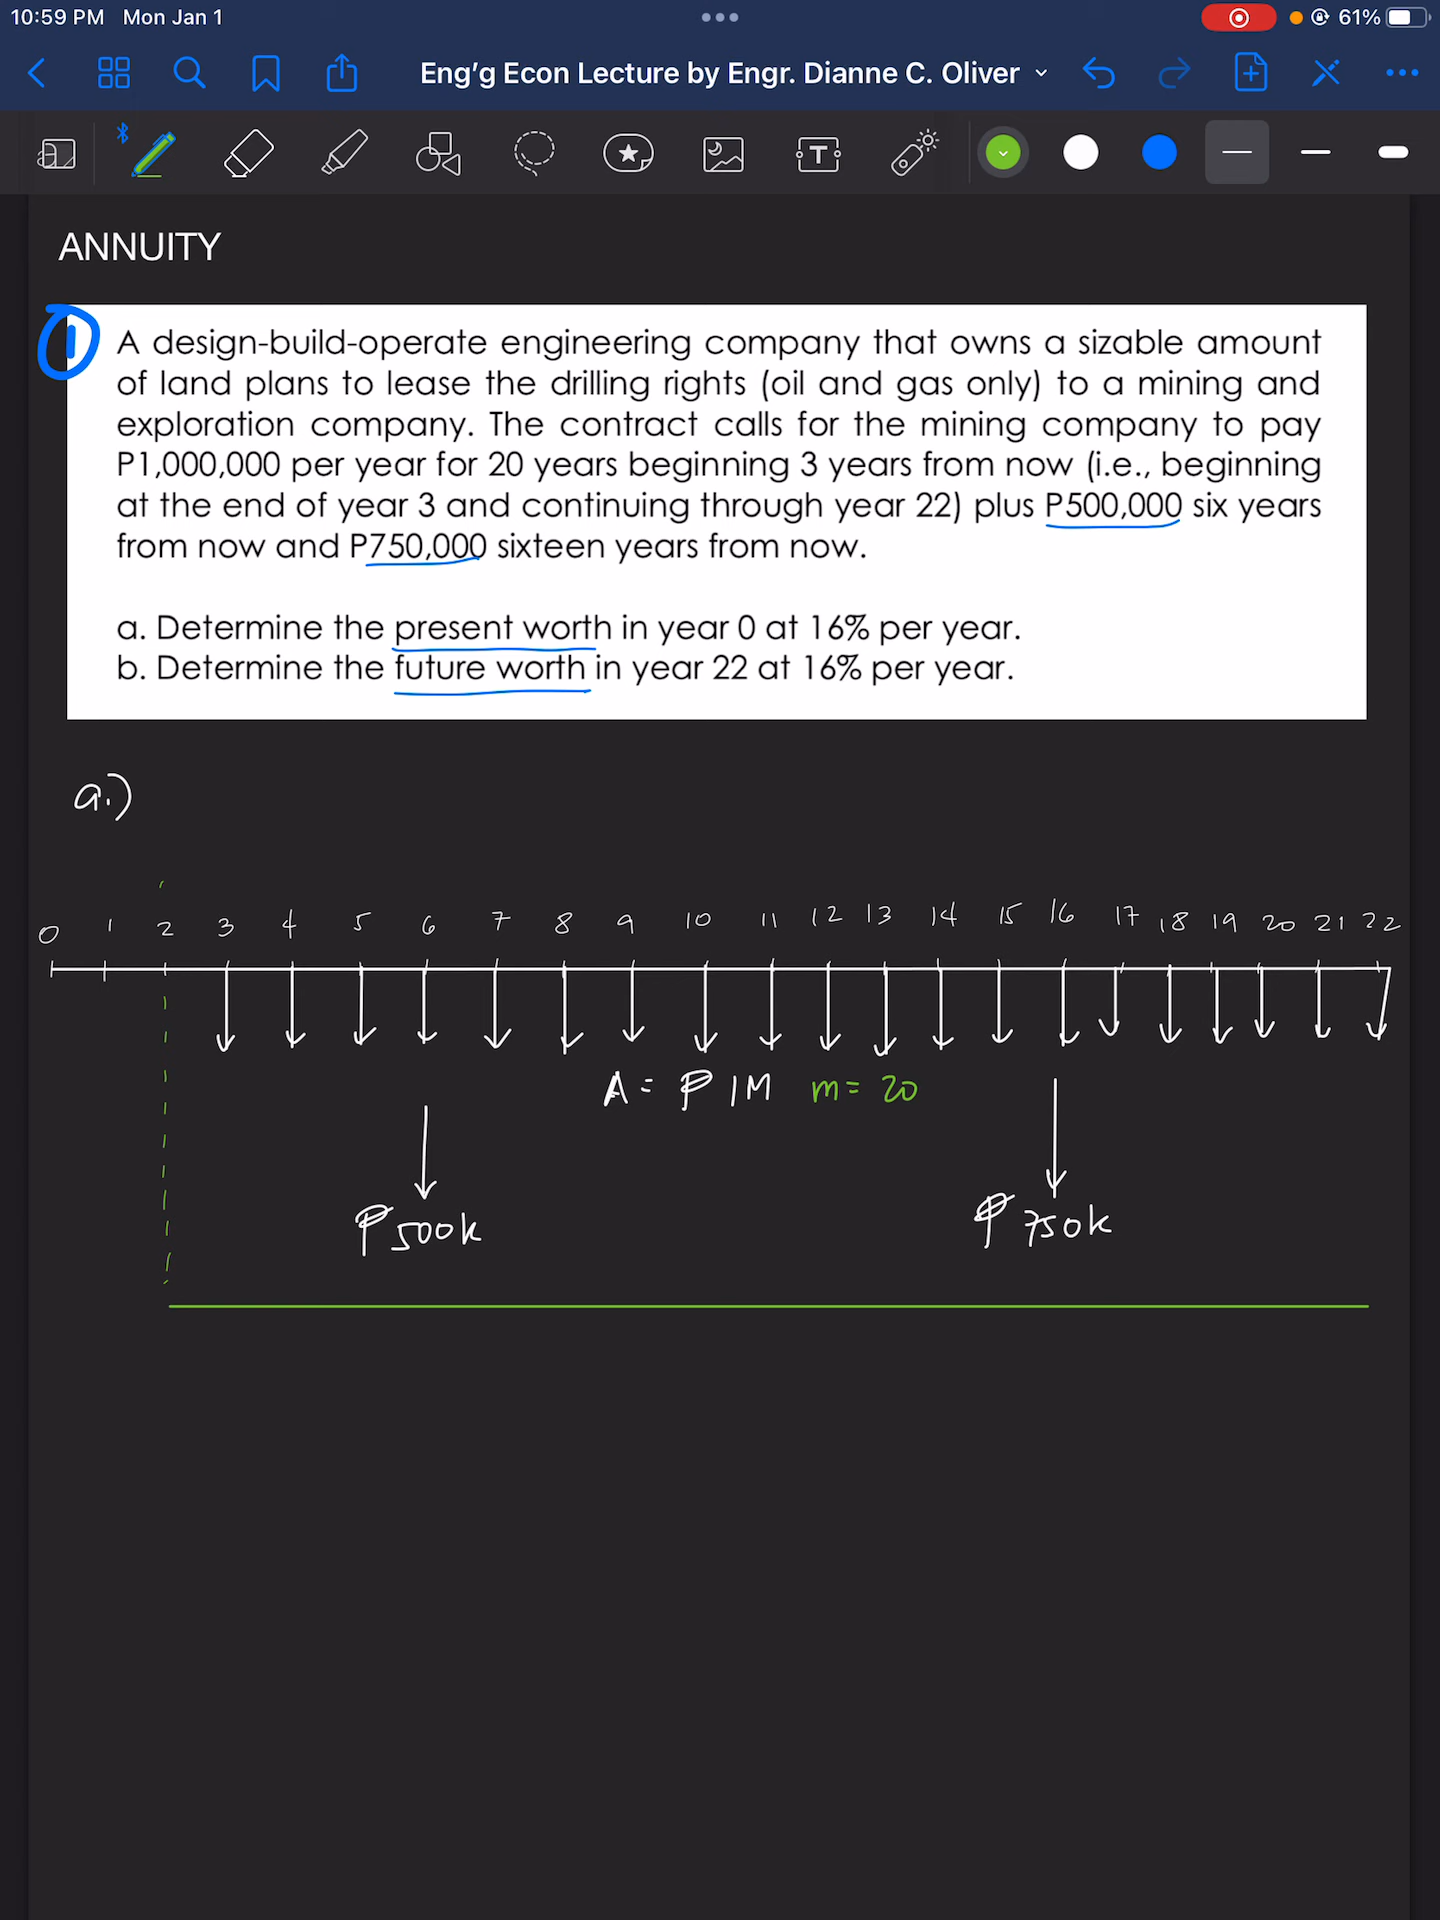 10:59 PM Mon Jan 1
61%
Eng'g Econ Lecture by Engr. Dianne C. Oliver
ANNUITY
1
A design-build-operate engineering company that owns a sizable amount
of land plans to lease the drilling rights (oil and gas only) to a mining and
exploration company. The contract calls for the mining company to pay
P1,000,000 per year for 20 years beginning 3 years from now (i.e., beginning
at the end of year 3 and continuing through year 22) plus P500,000 six years
from now and P750,000 sixteen years from now.
a. Determine the present worth in year 0 at 16% per year.
b. Determine the future worth in year 22 at 16% per year.
a.)
0 1 2 3 4 5 6 7 8 9 10 11 12 13 14 15 16 17 18 19 20 21 22
A = ₱1M m = 20
₱500k ₱750k